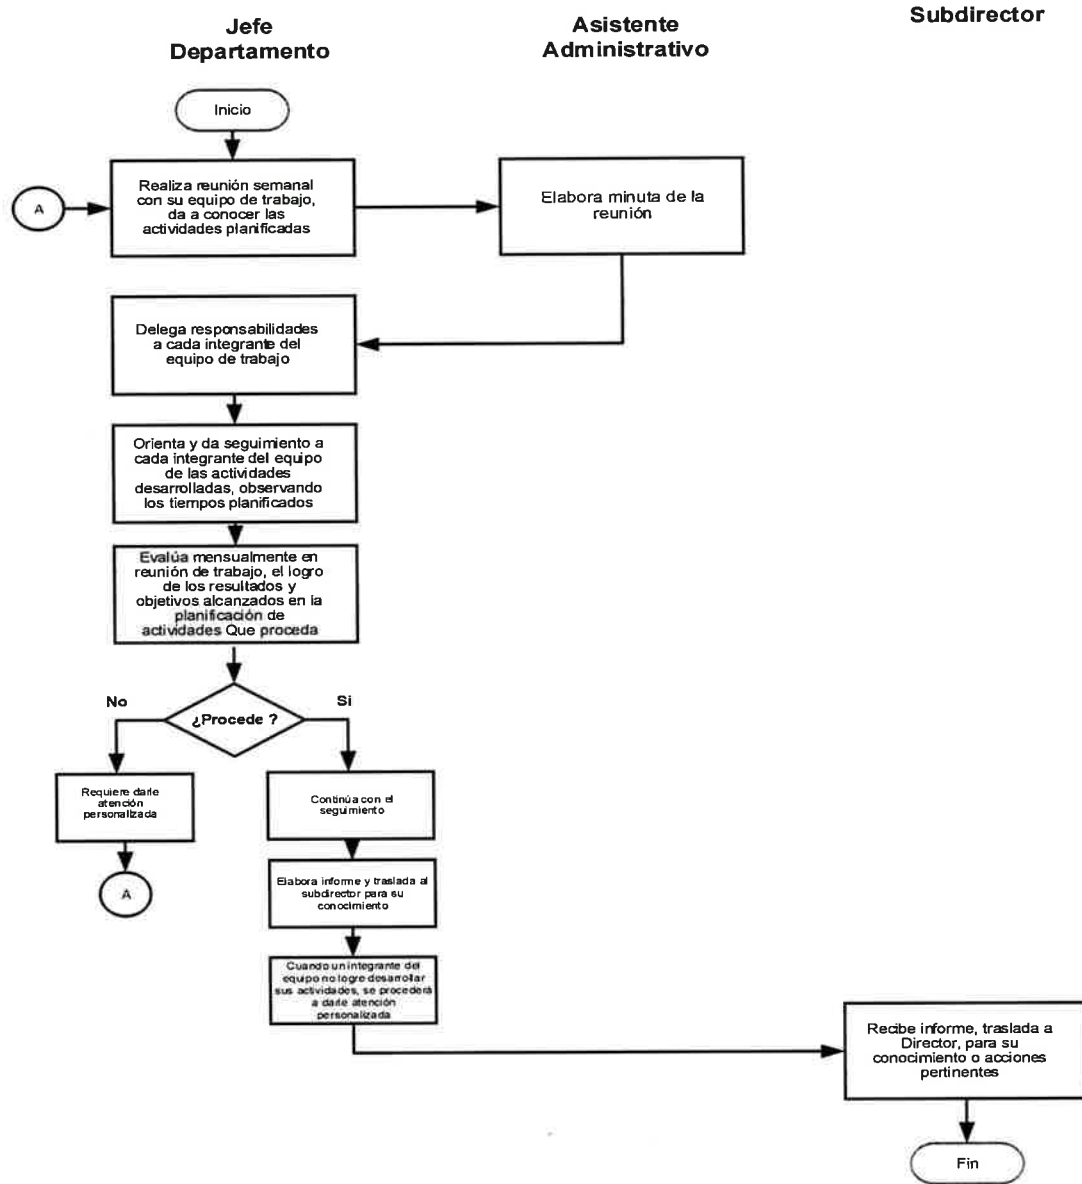 Jefe
Departamento
Asistente
Administrativo
Subdirector
Inicio
A
Realiza reunión semanal
con su equipo de trabajo,
da a conocer las
actividades planificadas
Elabora minuta de la
reunión
Delega responsabilidades
a cada integrante del
equipo de trabajo
Orienta y da seguimiento a
cada integrante del equipo
de las actividades
desarrolladas, observando
los tiempos planificados
Evalúa mensualmente en
reunión de trabajo, el logro
de los resultados y
objetivos alcanzados en la
planificación de
actividades Que proceda
No
¿Procede ?
Si
Requiere darle
atención
personalizada
A
Continúa con el
seguimiento
Elabora informe y traslada al
subdirector para su
conocimiento
Cuando un integrante del
equipo no logre desarrollar
sus actividades, se procederá
a darle atención
personalizada
Recibe informe, traslada a
Director, para su
conocimiento o acciones
pertinentes
Fin